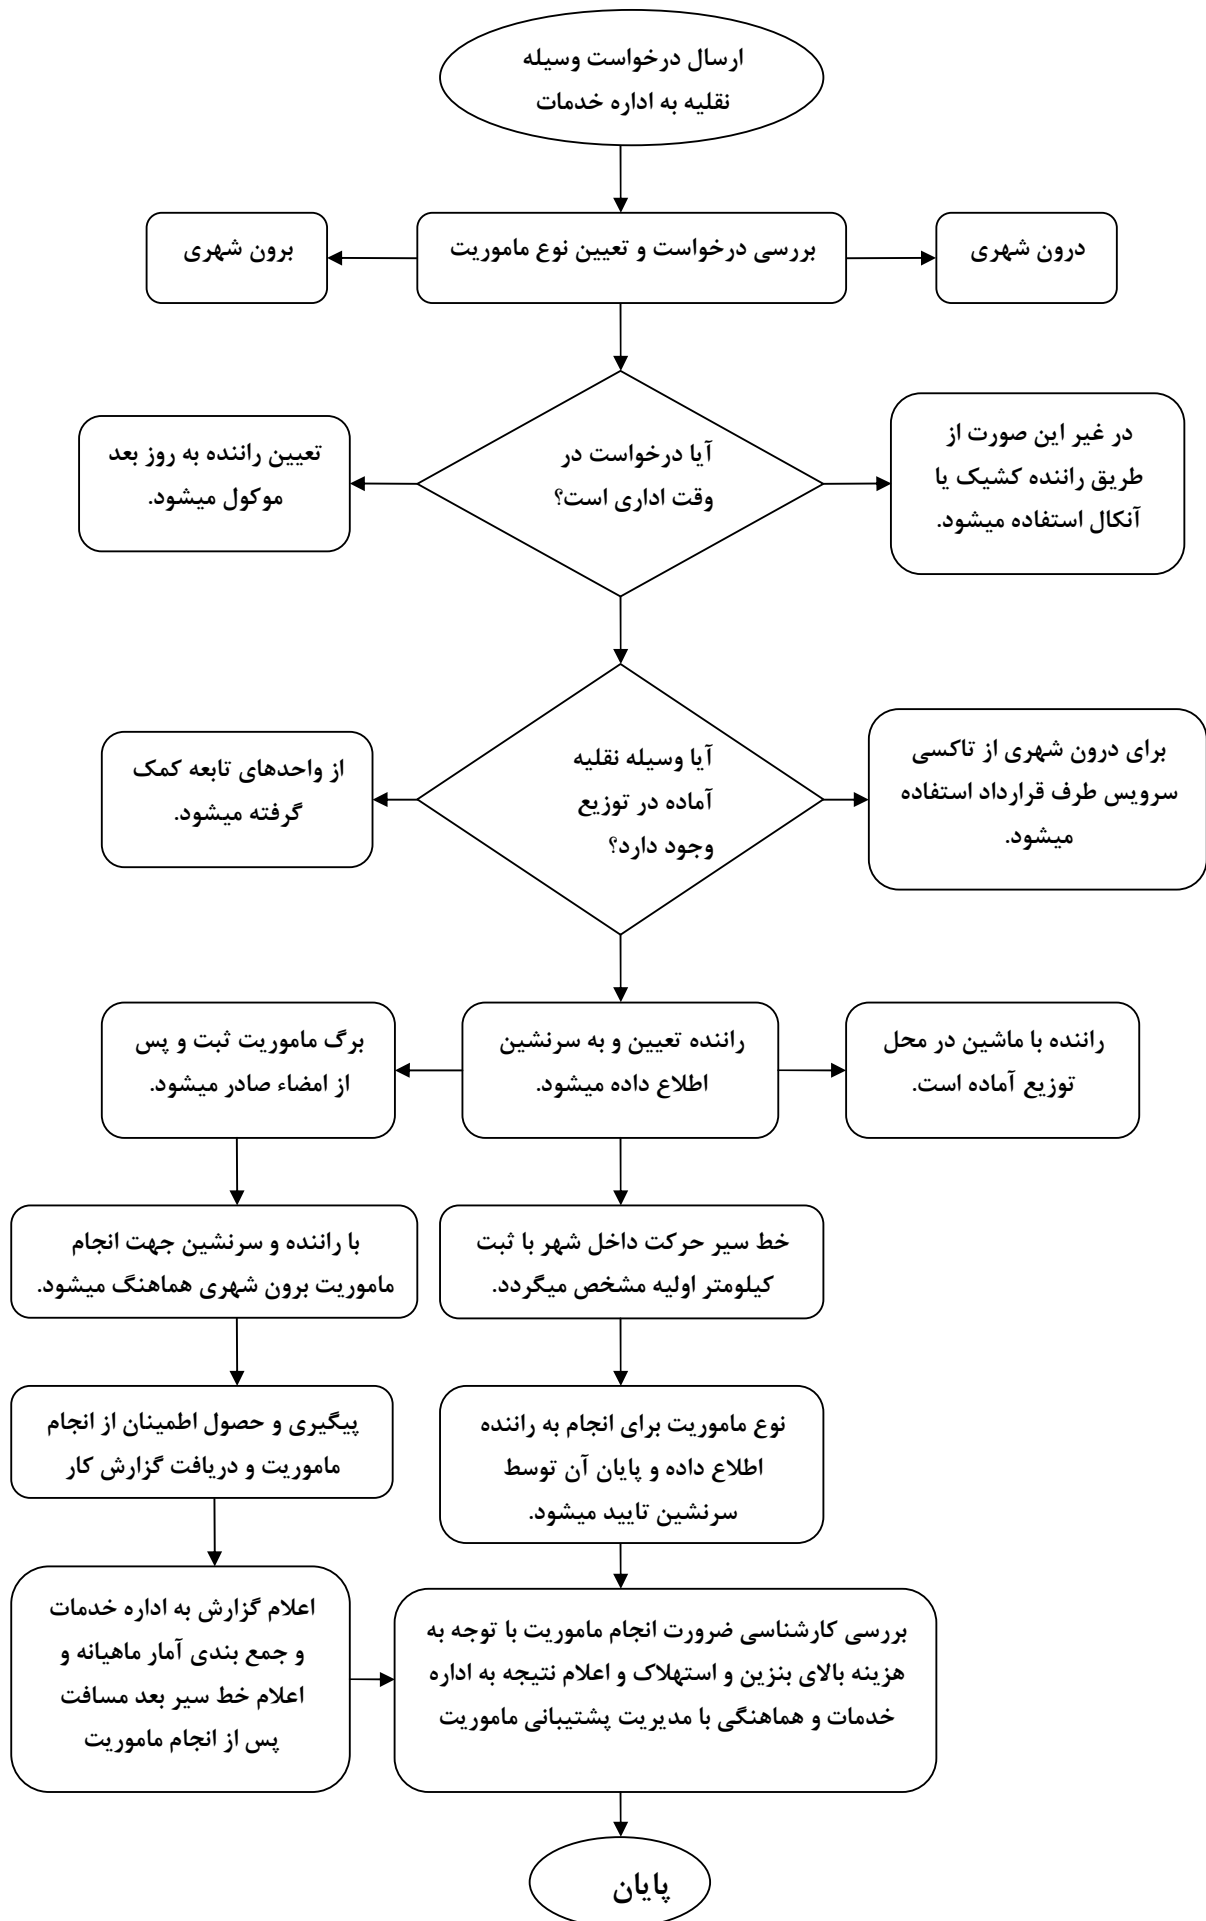 ارسال درخواست وسیله
نقلیه به اداره خدمات
درون شهری
بررسی درخواست و تعیین نوع ماموریت
برون شهری
در غیر این صورت از
طریق راننده کشیک یا
آنکال استفاده میشود.
آیا درخواست در
وقت اداری است؟
تعیین راننده به روز بعد
موکول میشود.
برای درون شهری از تاکسی
سرویس طرف قرارداد استفاده
میشود.
آیا وسیله نقلیه
آماده در توزیع
وجود دارد؟
از واحدهای تابعه کمک
گرفته میشود.
راننده با ماشین در محل
توزیع آماده است.
راننده تعیین و به سرنشین
اطلاع داده میشود.
برگ ماموریت ثبت و پس
از امضاء صادر میشود.
خط سیر حرکت داخل شهر با ثبت
کیلومتر اولیه مشخص میگردد.
با راننده و سرنشین جهت انجام
ماموریت برون شهری هماهنگ میشود.
نوع ماموریت برای انجام به راننده
اطلاع داده و پایان آن توسط
سرنشین تایید میشود.
پیگیری و حصول اطمینان از انجام
ماموریت و دریافت گزارش کار
بررسی کارشناسی ضرورت انجام ماموریت با توجه به
هزینه بالای بنزین و استهلاک و اعلام نتیجه به اداره
خدمات و هماهنگی با مدیریت پشتیبانی ماموریت
اعلام گزارش به اداره خدمات
و جمع بندی آمار ماهیانه و
اعلام خط سیر بعد مسافت
پس از انجام ماموریت
پایان